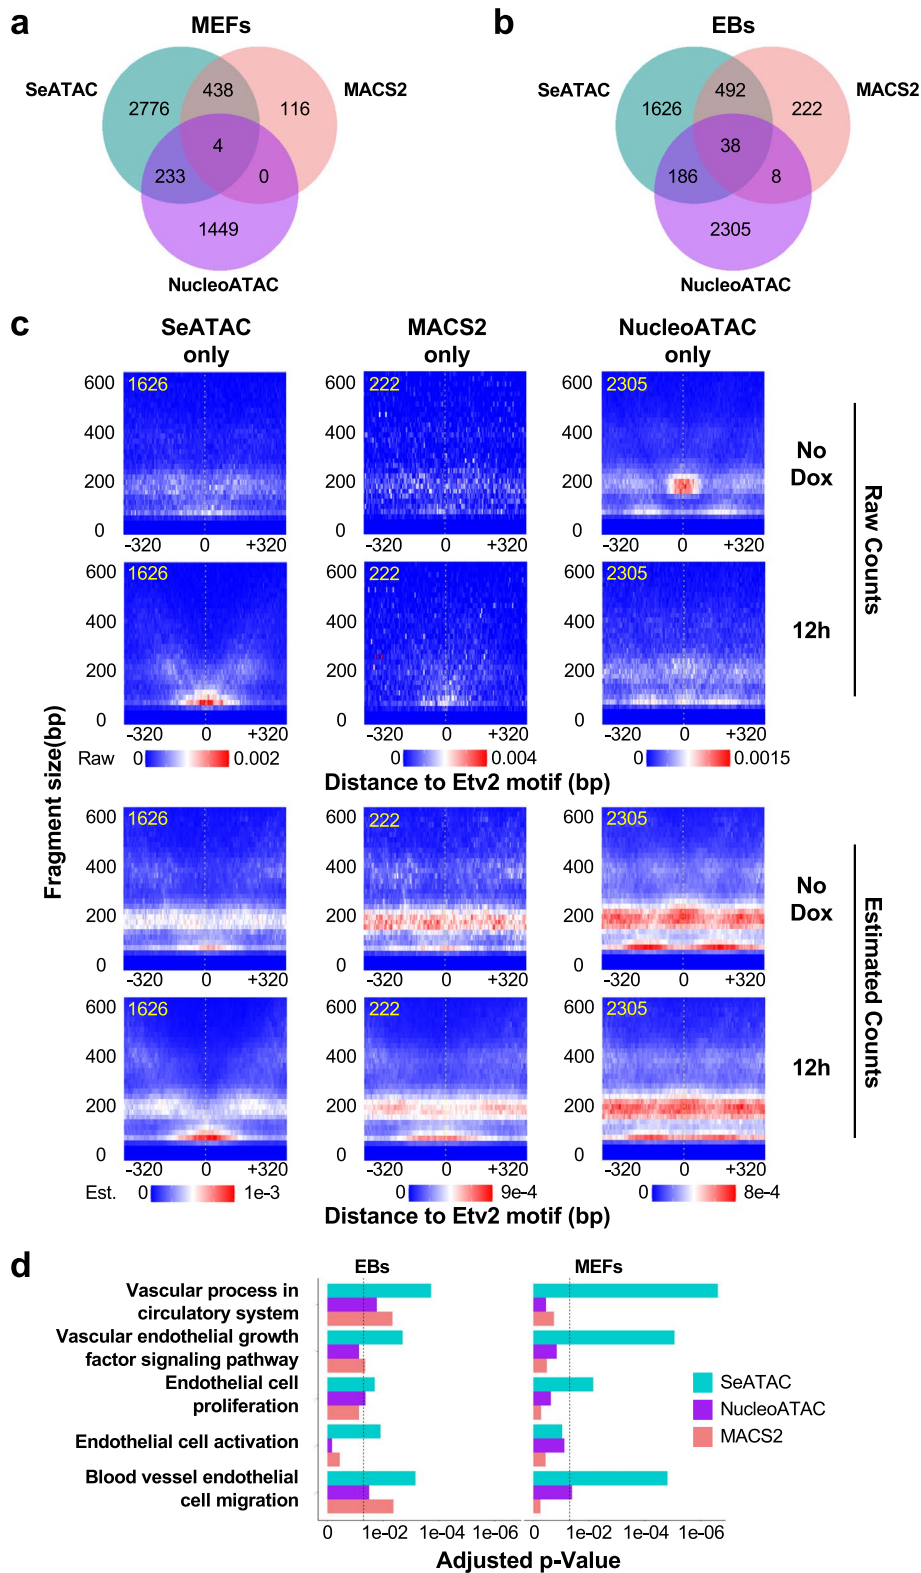 a
MEFs
SeATAC
MACS2
438
2776
116
4
233
0
1449
NucleoATAC
b
EBs
SeATAC
MACS2
492
1626
222
38
186
8
2305
NucleoATAC
c
SeATAC
only
MACS2
only
NucleoATAC
only
600
400
200
0
1626
-320 0 +320
600
400
200
0
222
-320 0 +320
600
400
200
0
2305
-320 0 +320
No
Dox
600
400
200
0
1626
-320 0 +320
600
400
200
0
222
-320 0 +320
600
400
200
0
2305
-320 0 +320
12h
Raw Counts
Raw 0 0.002
0 0.004
0 0.0015
Distance to Etv2 motif (bp)
Fragment size(bp)
600
400
200
0
1626
-320 0 +320
600
400
200
0
222
-320 0 +320
600
400
200
0
2305
-320 0 +320
No
Dox
600
400
200
0
1626
-320 0 +320
600
400
200
0
222
-320 0 +320
600
400
200
0
2305
-320 0 +320
12h
Estimated Counts
Est. 0 1e-3
0 9e-4
0 8e-4
Distance to Etv2 motif (bp)
d
EBs
MEFs
Vascular process in
circulatory system
Vascular endothelial growth
factor signaling pathway
Endothelial cell
proliferation
Endothelial cell activation
Blood vessel endothelial
cell migration
SeATAC
NucleoATAC
MACS2
0 1e-02 1e-04 1e-06
0 1e-02 1e-04 1e-06
Adjusted p-Value